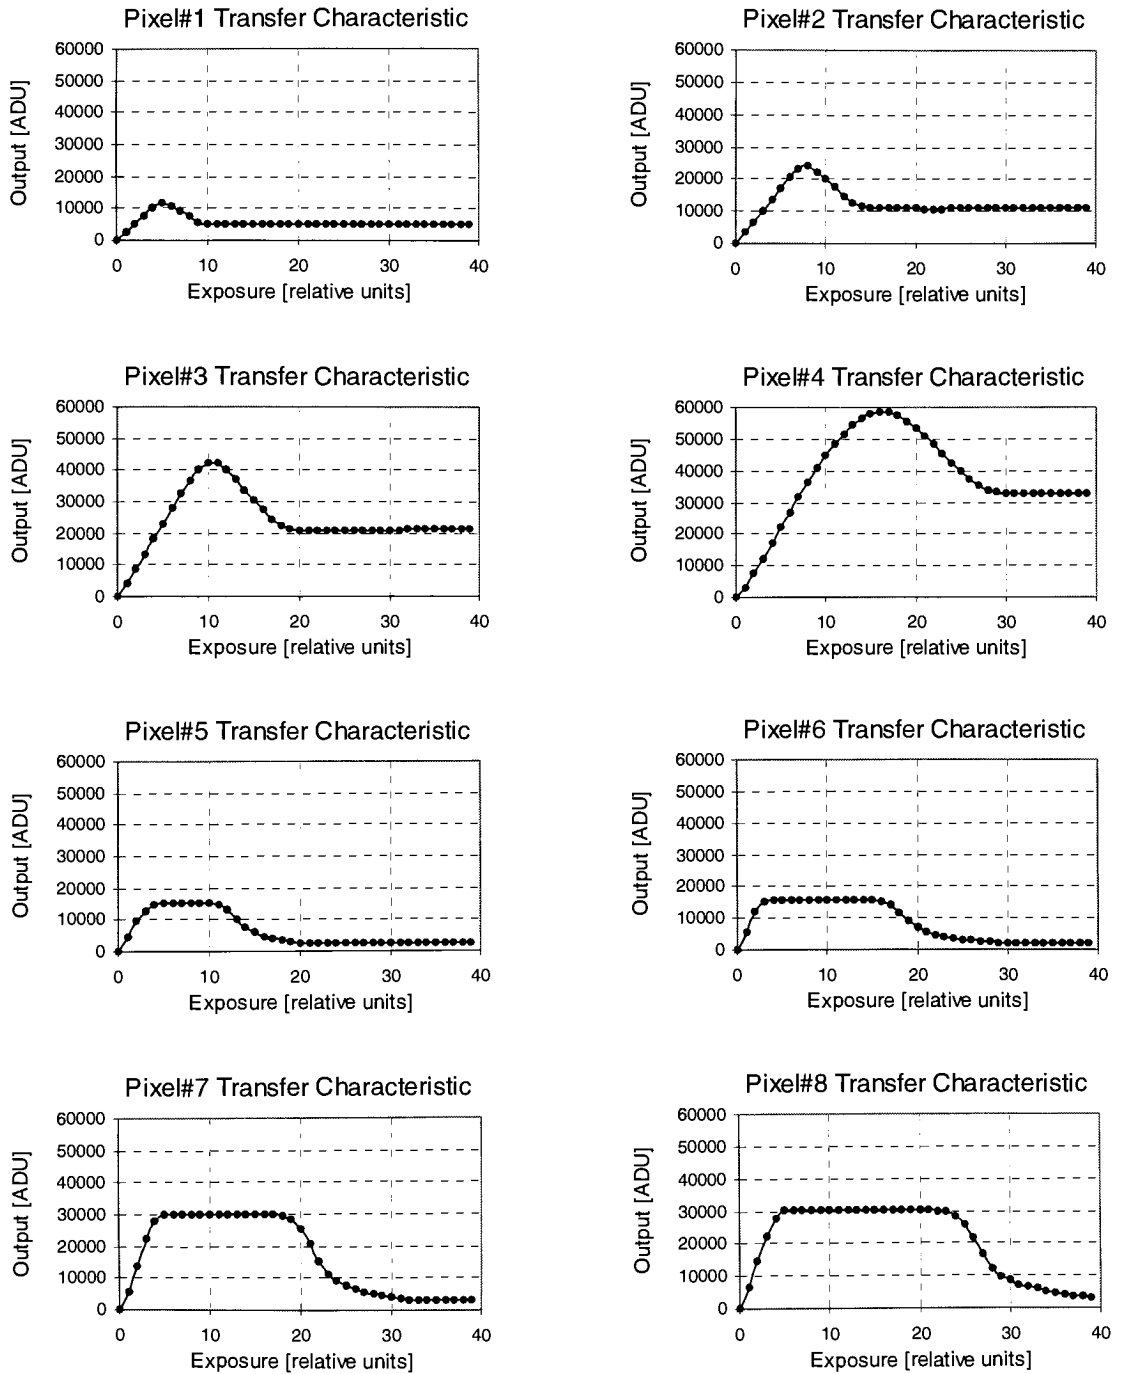 Pixel#1 Transfer Characteristic
60000
50000
40000
30000
20000
10000
0
Output [ADU]
0 10 20 30 40
Exposure [relative units]
Pixel#2 Transfer Characteristic
60000
50000
40000
30000
20000
10000
0
Output [ADU]
0 10 20 30 40
Exposure [relative units]
Pixel#3 Transfer Characteristic
60000
50000
40000
30000
20000
10000
0
Output [ADU]
0 10 20 30 40
Exposure [relative units]
Pixel#4 Transfer Characteristic
60000
50000
40000
30000
20000
10000
0
Output [ADU]
0 10 20 30 40
Exposure [relative units]
Pixel#5 Transfer Characteristic
60000
50000
40000
30000
20000
10000
0
Output [ADU]
0 10 20 30 40
Exposure [relative units]
Pixel#6 Transfer Characteristic
60000
50000
40000
30000
20000
10000
0
Output [ADU]
0 10 20 30 40
Exposure [relative units]
Pixel#7 Transfer Characteristic
60000
50000
40000
30000
20000
10000
0
Output [ADU]
0 10 20 30 40
Exposure [relative units]
Pixel#8 Transfer Characteristic
60000
50000
40000
30000
20000
10000
0
Output [ADU]
0 10 20 30 40
Exposure [relative units]